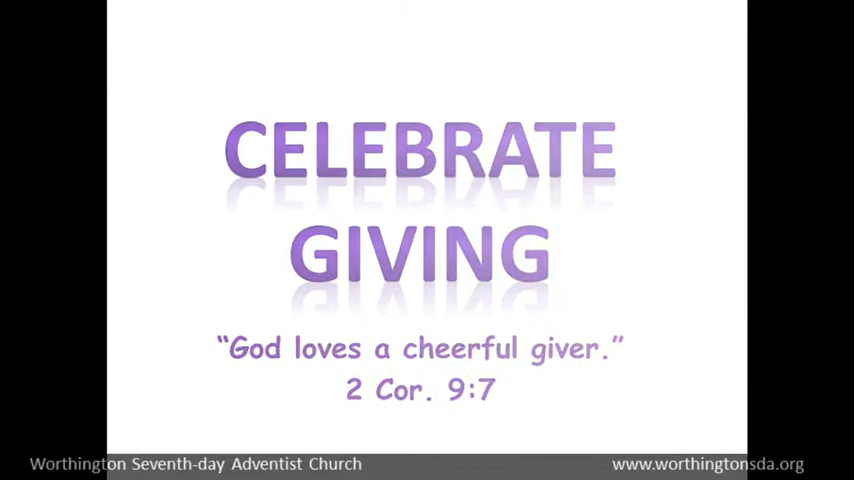 CELEBRATE
GIVING
“God loves a cheerful giver.”
2 Cor. 9:7
Worthington Seventh-day Adventist Church www.worthingtonsda.org